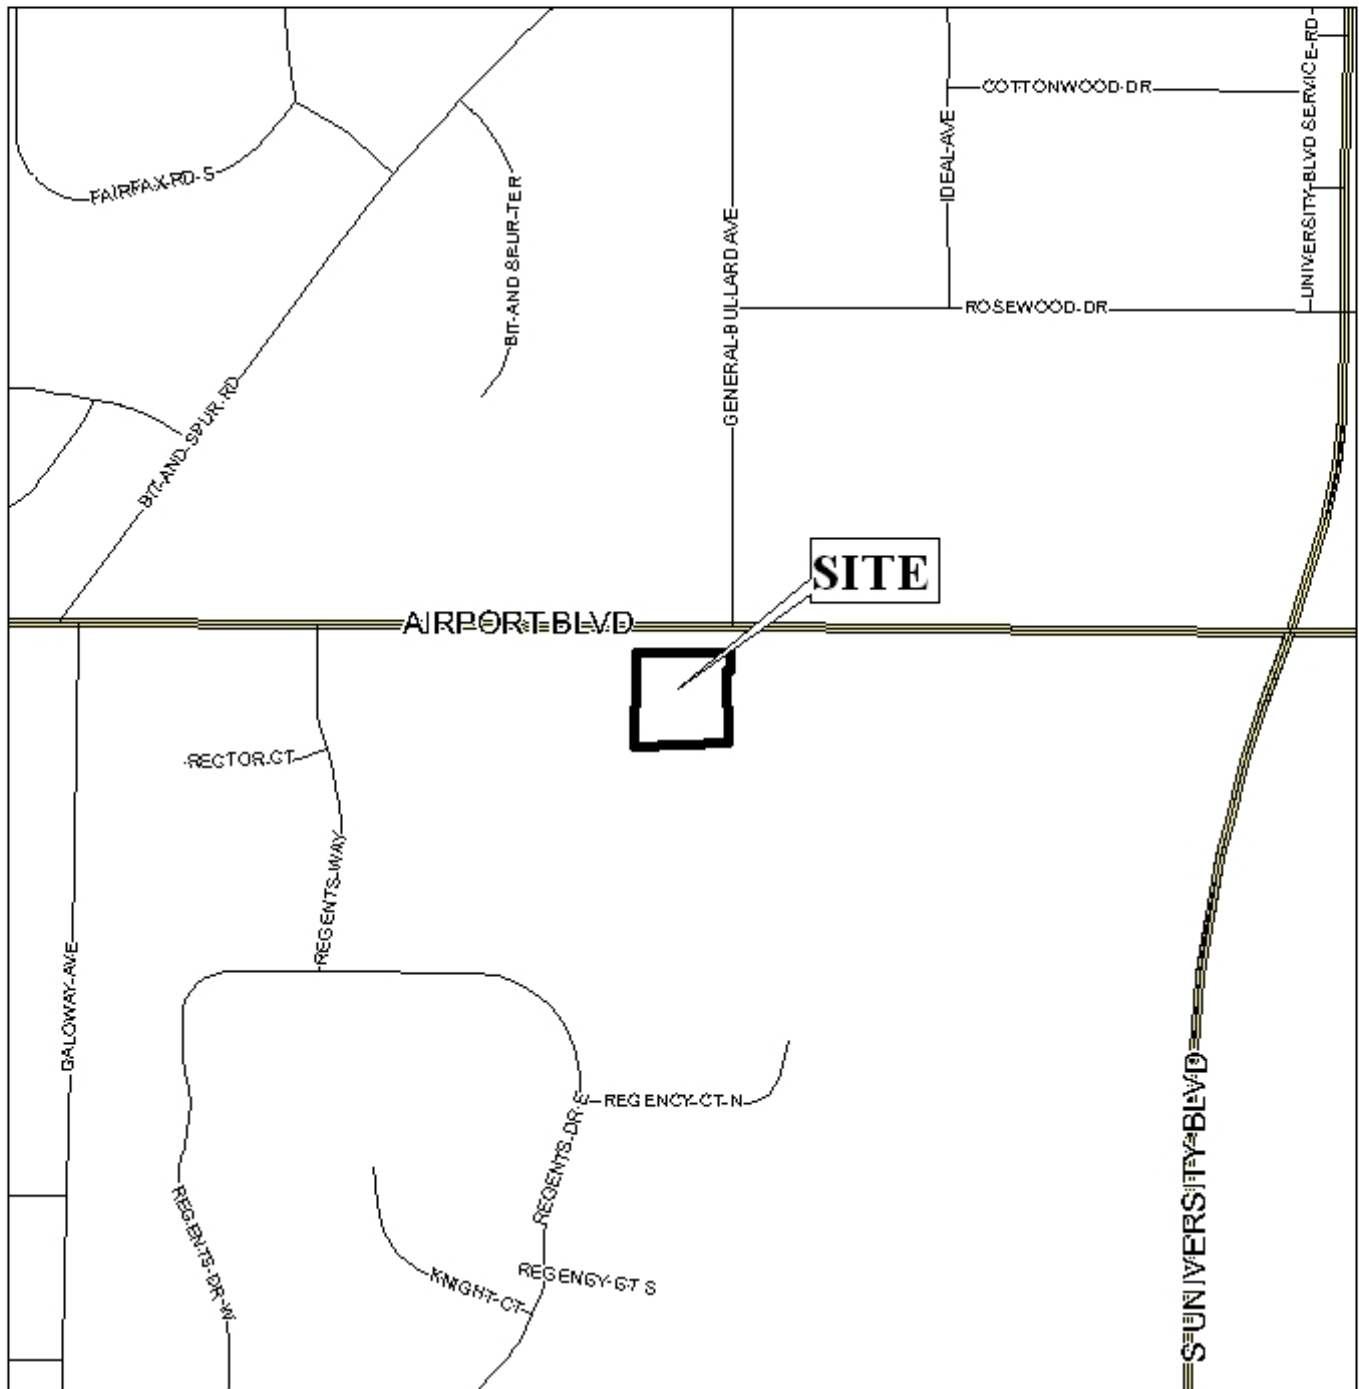 COTTONWOOD DR
UNIVERSITY BLVD SERVICE RD
IDEAL AVE
FAIRFAX RD S
BIT AND SPUR TER
GENERAL BULLARD AVE
ROSEWOOD DR
BIT AND SPUR RD
SITE
AIRPORT BLVD
RECTOR CT
REGENTS WAY
GALOWAY AVE
REGENCY CT N
REGENTS DR E
S UNIVERSITY BLVD
REGENTS DR W
REGENCY CT S
KNIGHT CT